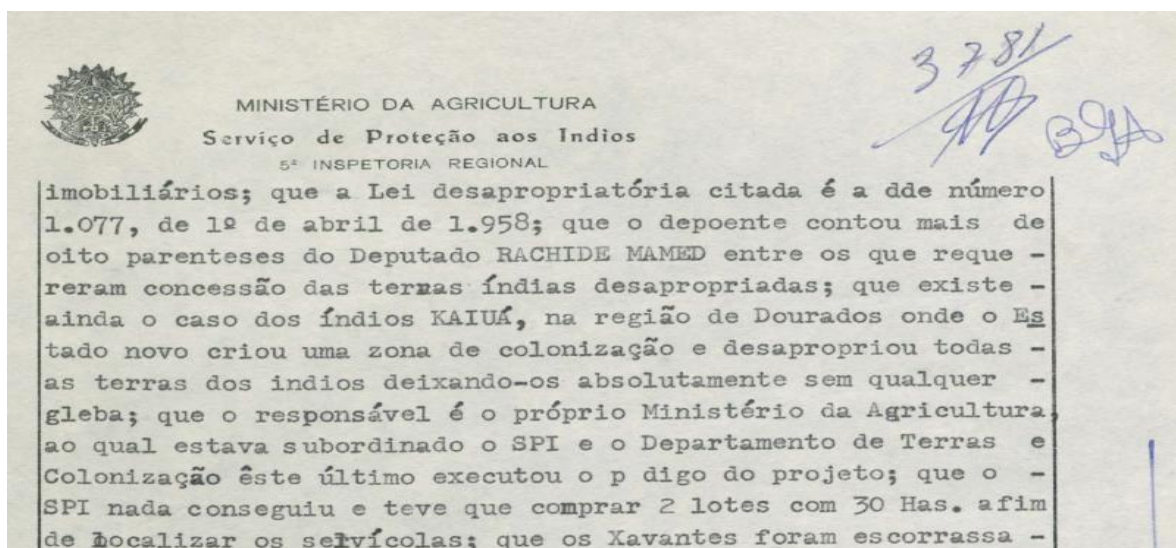 3781
MINISTÉRIO DA AGRICULTURA
Serviço de Proteção aos Indios
5ª INSPETORIA REGIONAL
imobiliários; que a Lei desapropriatória citada é a dde número
1.077, de 1º de abril de 1.958; que o depoente contou mais de
oito parenteses do Deputado RACHIDE MAMED entre os que reque -
reram concessão das terras índias desapropriadas; que existe -
ainda o caso dos índios KAIUÁ, na região de Dourados onde o Es
tado novo criou uma zona de colonização e desapropriou todas -
as terras dos indios deixando-os absolutamente sem qualquer -
gleba; que o responsável é o próprio Ministério da Agricultura,
ao qual estava subordinado o SPI e o Departamento de Terras e
Colonização êste último executou o p digo do projeto; que o -
SPI nada conseguiu e teve que comprar 2 lotes com 30 Has. afim
de localizar os selvícolas; que os Xavantes foram escorrassa -